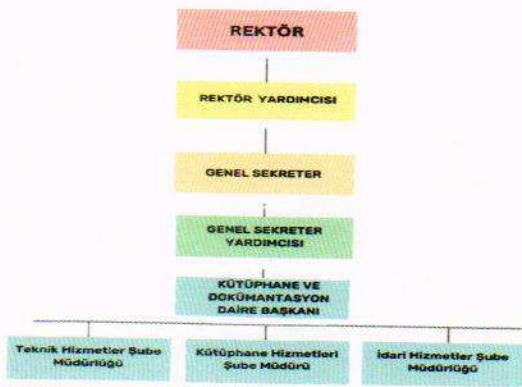 REKTÖR
REKTÖR YARDIMCISI
GENEL SEKRETER
GENEL SEKRETER
YARDIMCISI
KÜTÜPHANE VE
DOKÜMANTASYON
DAİRE BAŞKANI
Teknik Hizmetler Şube
Müdürlüğü
Kütüphane Hizmetleri
Şube Müdürü
İdari Hizmetler Şube
Müdürlüğü